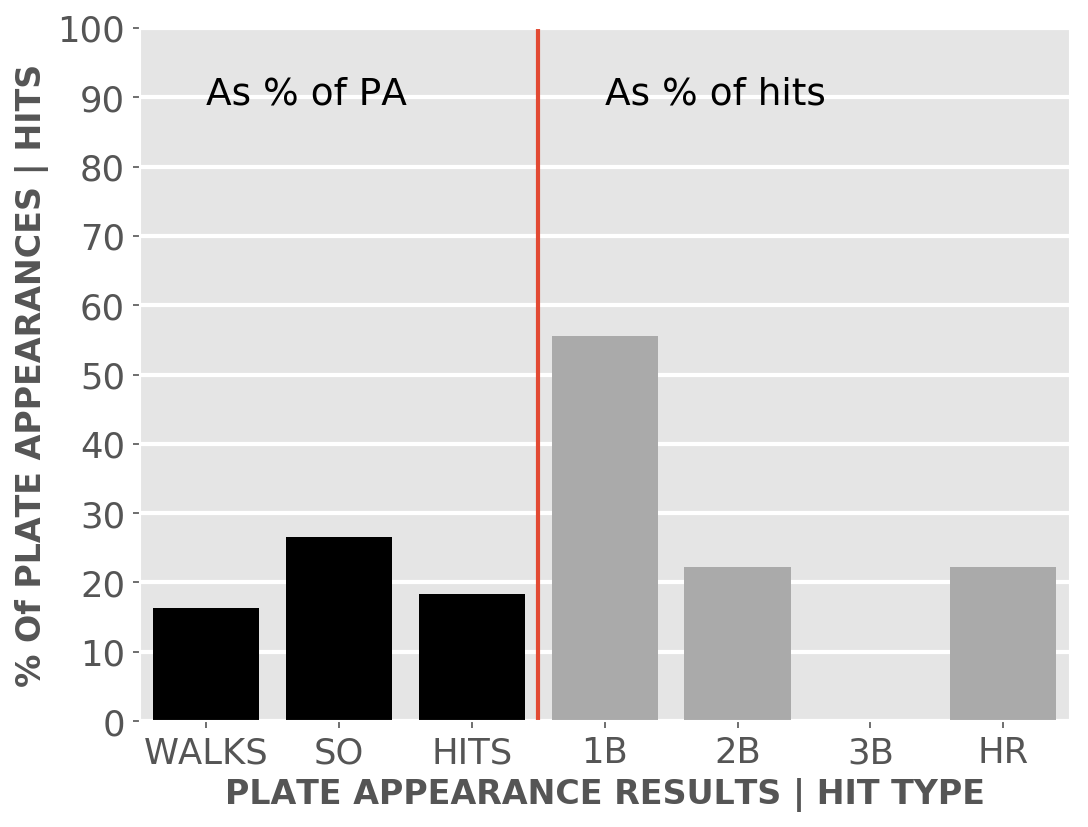 % Of PLATE APPEARANCES | HITS
100
90
80
70
60
50
40
30
20
10
0
As % of PA
As % of hits
WALKS SO HITS 1B 2B 3B HR
PLATE APPEARANCE RESULTS | HIT TYPE